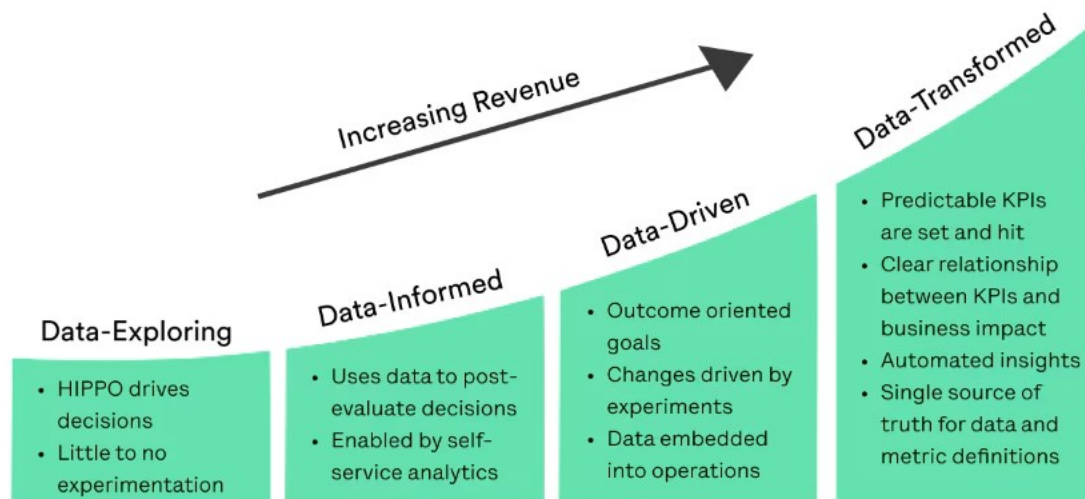 Increasing Revenue
Data-Exploring
• HIPPO drives
decisions
• Little to no
experimentation
Data-Informed
• Uses data to post-
evaluate decisions
• Enabled by self-
service analytics
Data-Driven
• Outcome oriented
goals
• Changes driven by
experiments
• Data embedded
into operations
Data-Transformed
• Predictable KPIs
are set and hit
• Clear relationship
between KPIs and
business impact
• Automated insights
• Single source of
truth for data and
metric definitions